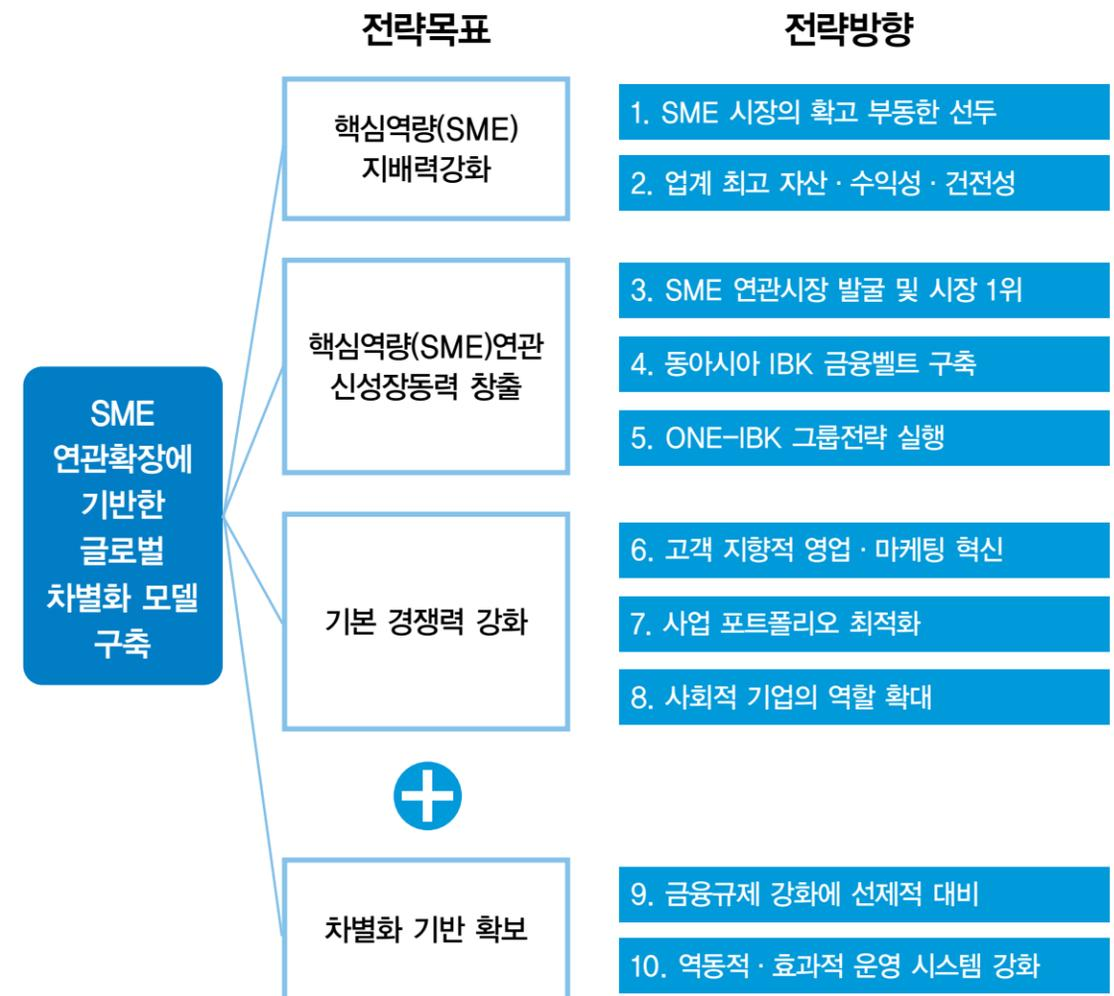 전략목표
전략방향
SME
연관확장에
기반한
글로벌
차별화 모델
구축
핵심역량(SME)
지배력강화
1. SME 시장의 확고 부동한 선두
2. 업계 최고 자산 · 수익성 · 건전성
핵심역량(SME)연관
신성장동력 창출
3. SME 연관시장 발굴 및 시장 1위
4. 동아시아 IBK 금융벨트 구축
5. ONE-IBK 그룹전략 실행
기본 경쟁력 강화
6. 고객 지향적 영업 · 마케팅 혁신
7. 사업 포트폴리오 최적화
8. 사회적 기업의 역할 확대
차별화 기반 확보
9. 금융규제 강화에 선제적 대비
10. 역동적 · 효과적 운영 시스템 강화